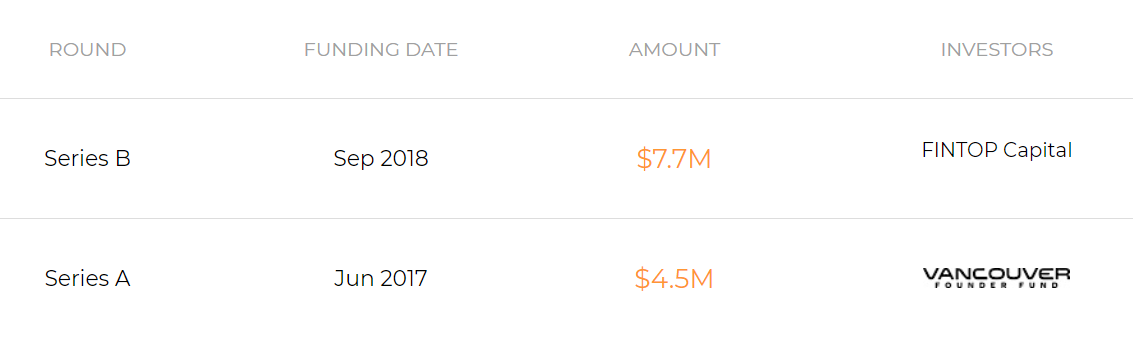 ROUND FUNDING DATE AMOUNT INVESTORS
Series B Sep 2018 $7.7M FINTOP Capital
Series A Jun 2017 $4.5M VANCOUVER
FOUNDER FUND